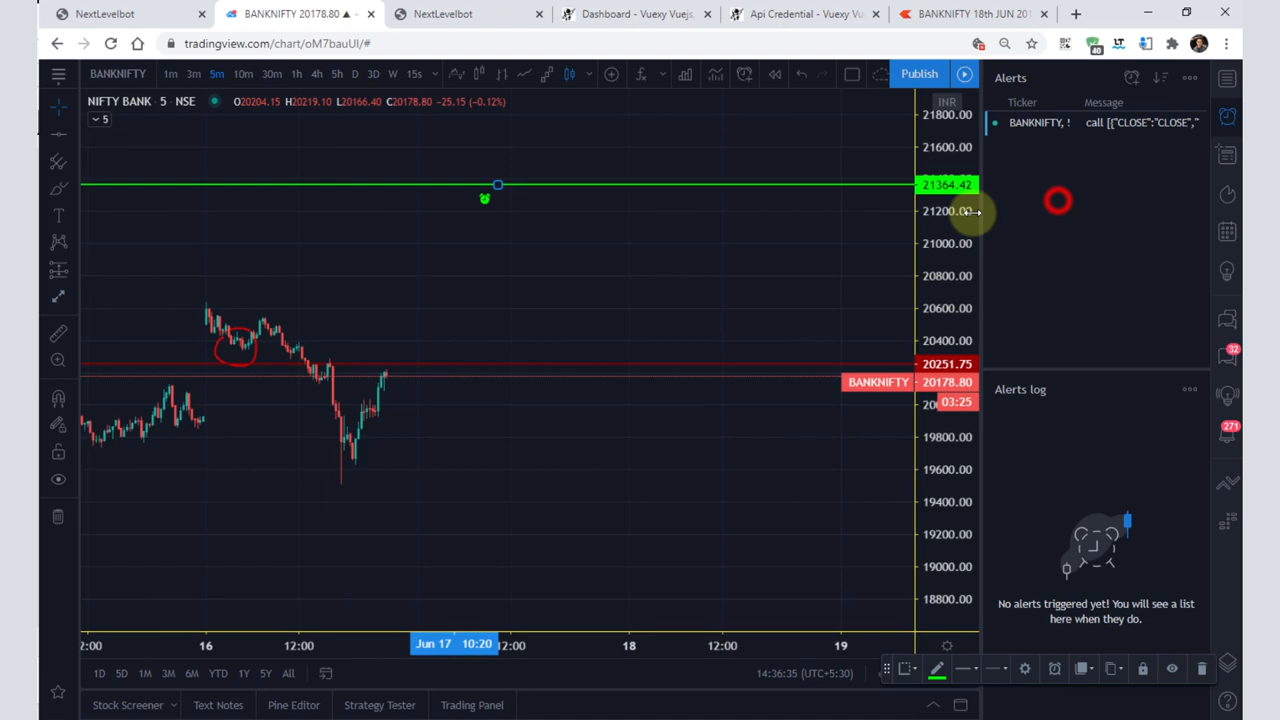 NextLevelbot
BANKNIFTY 20178.80 ▲
NextLevelbot
Dashboard - Vuexy Vuejs,
Api Credential - Vuexy Vu
BANKNIFTY 18th JUN 201
tradingview.com/chart/oM7bauUI/#
40
LT
BANKNIFTY
1m 3m 5m 10m 30m 1h 4h 5h D 3D W 15s
Publish
Alerts
NIFTY BANK · 5 · NSE O20204.15 H20219.10 L20166.40 C20178.80 -25.15 (-0.12%)
INR
Ticker Message
5
21800.00
BANKNIFTY, call [{"CLOSE":"CLOSE","
21600.00
21364.42
21200.00
21000.00
20800.00
20600.00
20400.00
32
20251.75
BANKNIFTY 20178.80
03:25
Alerts log
19800.00
271
19600.00
19400.00
19200.00
19000.00
18800.00
No alerts triggered yet! You will see a list
here when they do.
2:00 16 12:00 Jun 17 10:20 12:00 18 12:00 19
1D 5D 1M 3M 6M YTD 1Y 5Y All
14:36:35 (UTC+5:30)
Stock Screener Text Notes Pine Editor Strategy Tester Trading Panel